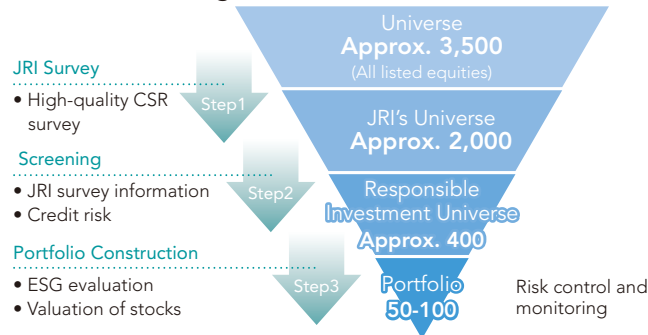 Universe
Approx. 3,500
(All listed equities)
JRI Survey
• High-quality CSR
survey
Step1
JRI's Universe
Approx. 2,000
Screening
• JRI survey information
• Credit risk
Step2
Responsible
Investment Universe
Approx. 400
Portfolio Construction
• ESG evaluation
• Valuation of stocks
Step3
Portfolio
50-100
Risk control and
monitoring